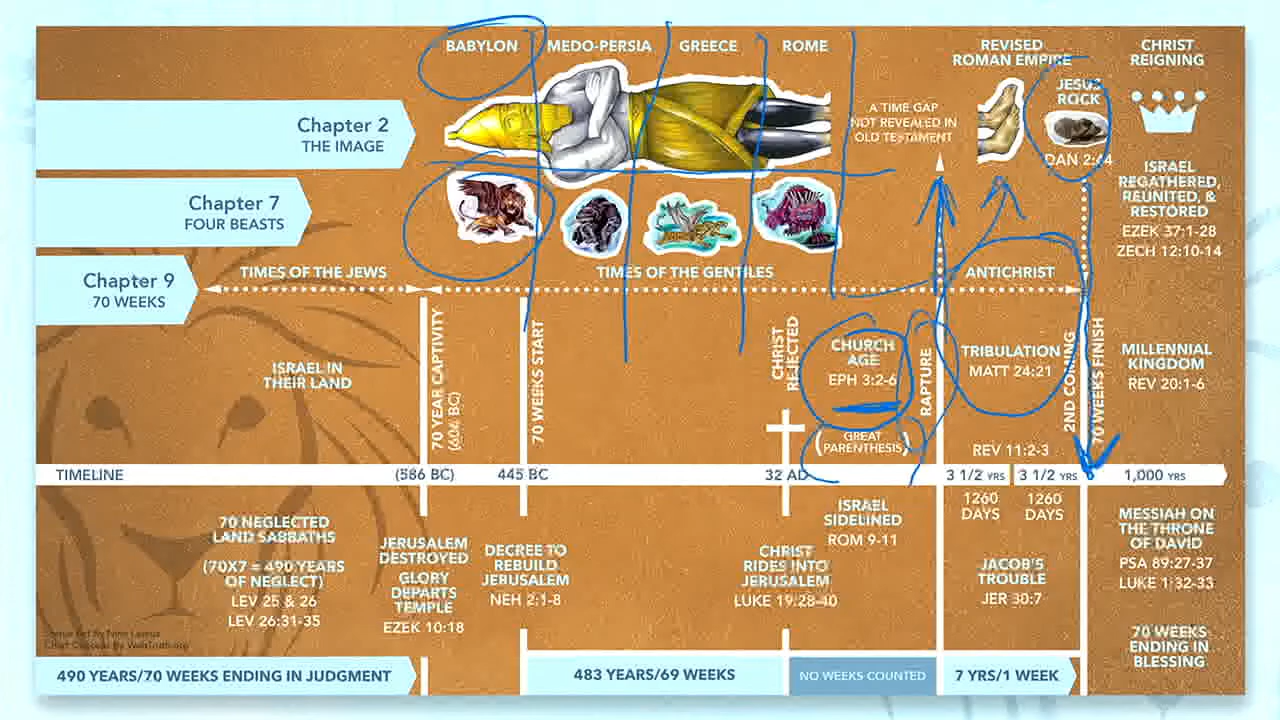 BABYLON
MEDO-PERSIA
GREECE
ROME
REVISED
ROMAN EMPIRE
CHRIST
REIGNING
JESUS
ROCK
DAN 2:44
Chapter 2
THE IMAGE
A TIME GAP
NOT REVEALED IN
OLD TESTAMENT
ISRAEL
REGATHERED,
REUNITED, &
RESTORED
EZEK 37:1-28
ZECH 12:10-14
Chapter 7
FOUR BEASTS
Chapter 9
70 WEEKS
TIMES OF THE JEWS
TIMES OF THE GENTILES
ANTICHRIST
ISRAEL IN
THEIR LAND
70 YEAR CAPTIVITY
(604 BC)
70 WEEKS START
CHRIST
REJECTED
CHURCH
AGE
EPH 3:2-6
(GREAT
PARENTHESIS)
RAPTURE
TRIBULATION
MATT 24:21
REV 11:2-3
2ND COMING
70 WEEKS FINISH
MILLENNIAL
KINGDOM
REV 20:1-6
TIMELINE
(586 BC)
445 BC
32 AD
3 1/2 YRS
3 1/2 YRS
1,000 YRS
70 NEGLECTED
LAND SABBATHS
(70X7 = 490 YEARS
OF NEGLECT)
LEV 25 & 26
LEV 26:31-35
JERUSALEM
DESTROYED
GLORY
DEPARTS
TEMPLE
EZEK 10:18
DECREE TO
REBUILD
JERUSALEM
NEH 2:1-8
CHRIST
RIDES INTO
JERUSALEM
LUKE 19:28-40
ISRAEL
SIDELINED
ROM 9-11
1260
DAYS
1260
DAYS
JACOB'S
TROUBLE
JER 30:7
MESSIAH ON
THE THRONE
OF DAVID
PSA 89:27-37
LUKE 1:32-33
70 WEEKS
ENDING IN
BLESSING
490 YEARS/70 WEEKS ENDING IN JUDGMENT
483 YEARS/69 WEEKS
NO WEEKS COUNTED
7 YRS/1 WEEK